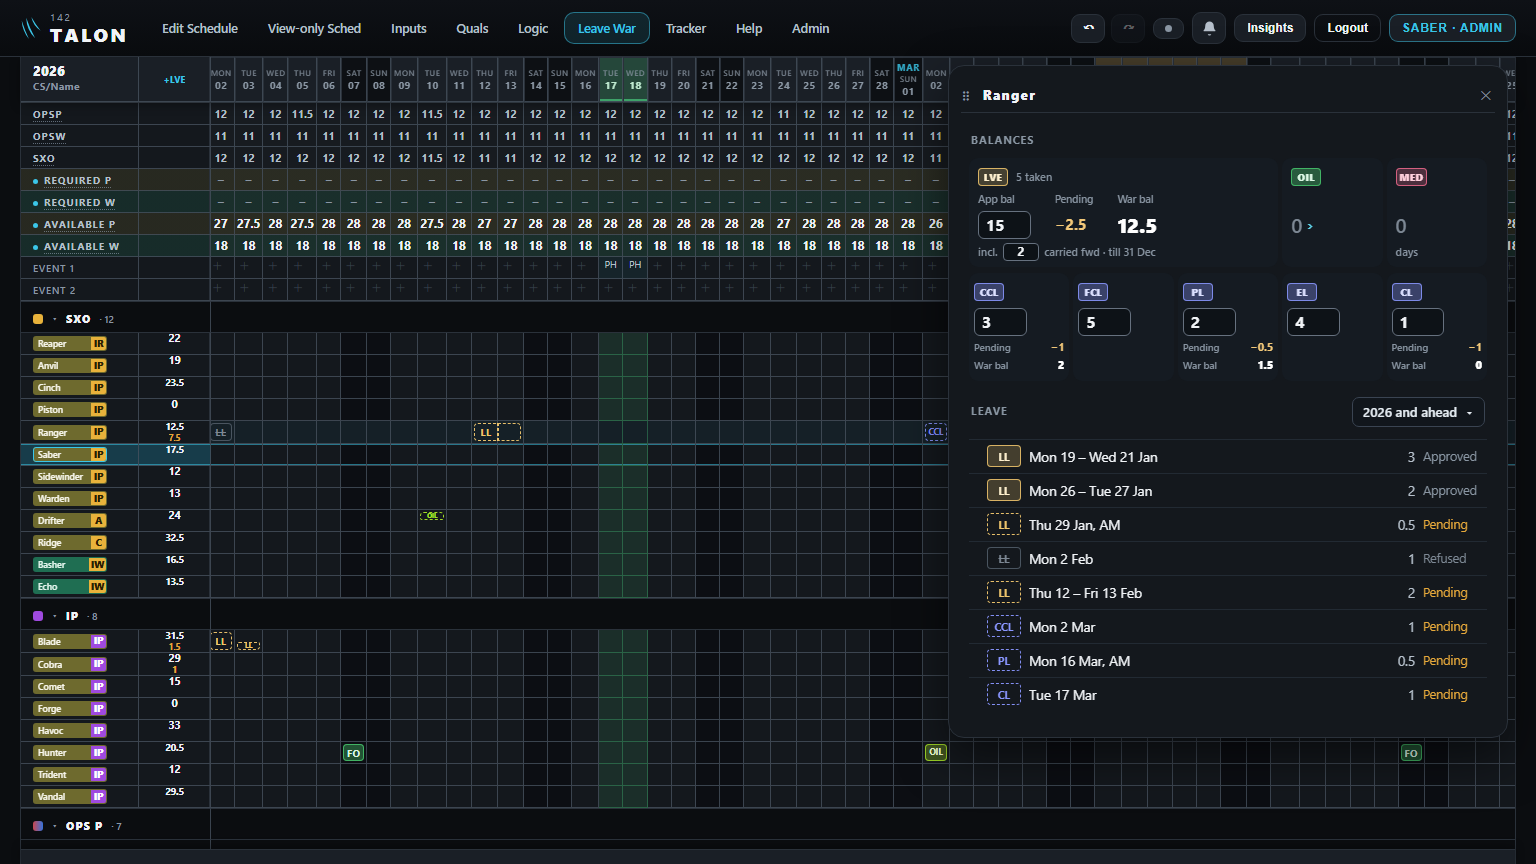 142
TALON
Edit Schedule View-only Sched Inputs Quals Logic Leave War Tracker Help Admin
Insights Logout SABER · ADMIN
2026
CS/Name
+LVE
MON 02 TUE 03 WED 04 THU 05 FRI 06 SAT 07 SUN 08 MON 09 TUE 10 WED 11 THU 12 FRI 13 SAT 14 SUN 15 MON 16 TUE 17 WED 18 THU 19 FRI 20 SAT 21 SUN 22 MON 23 TUE 24 WED 25 THU 26 FRI 27 SAT 28 MAR SUN 01 MON 02
OPSP 12 12 12 11.5 12 12 12 12 11.5 12 12 12 12 12 12 12 12 12 12 12 12 12 12 12 12 12 12 12 12
OPSW 11 11 11 11 11 11 11 11 11 11 11 11 11 11 11 11 11 11 11 11 11 11 11 11 11 11 11 11 11
SXO 12 12 12 12 12 12 12 12 11.5 12 11 11 12 12 12 12 12 12 12 12 12 12 12 12 12 12 12 12 11
REQUIRED P – – – – – – – – – – – – – – – – – – – – – – – – – – – – –
REQUIRED W – – – – – – – – – – – – – – – – – – – – – – – – – – – – –
AVAILABLE P 27 27.5 28 27.5 28 28 28 28 27.5 28 27 27 28 28 28 28 28 28 28 28 28 28 28 27 28 28 28 28 26
AVAILABLE W 18 18 18 18 18 18 18 18 18 18 18 18 18 18 18 18 18 18 18 18 18 18 18 18 18 18 18 18 18
EVENT 1 PH PH
EVENT 2
SXO · 12
Reaper IR 22
Anvil IP 19
Cinch IP 23.5
Piston IP 0
Ranger IP 12.5 7.5 LL LL CCL
Saber IP 17.5
Sidewinder IP 12
Warden IP 13
Drifter A 24 OIL
Ridge C 32.5
Basher IW 16.5
Echo IW 13.5
IP · 8
Blade IP 31.5 1.5 LL LL
Cobra IP 29 1
Comet IP 15
Forge IP 0
Havoc IP 33
Hunter IP 20.5 FO OIL FO
Trident IP 12
Vandal IP 29.5
OPS P · 7
Ranger
BALANCES
LVE 5 taken
App bal Pending War bal
15 −2.5 12.5
incl. 2 carried fwd · till 31 Dec
OIL
0 ›
MED
0
days
CCL
3
Pending −1
War bal 2
FCL
5
PL
2
Pending −0.5
War bal 1.5
EL
4
CL
1
Pending −1
War bal 0
LEAVE 2026 and ahead
LL Mon 19 – Wed 21 Jan 3 Approved
LL Mon 26 – Tue 27 Jan 2 Approved
LL Thu 29 Jan, AM 0.5 Pending
LL Mon 2 Feb 1 Refused
LL Thu 12 – Fri 13 Feb 2 Pending
CCL Mon 2 Mar 1 Pending
PL Mon 16 Mar, AM 0.5 Pending
CL Tue 17 Mar 1 Pending